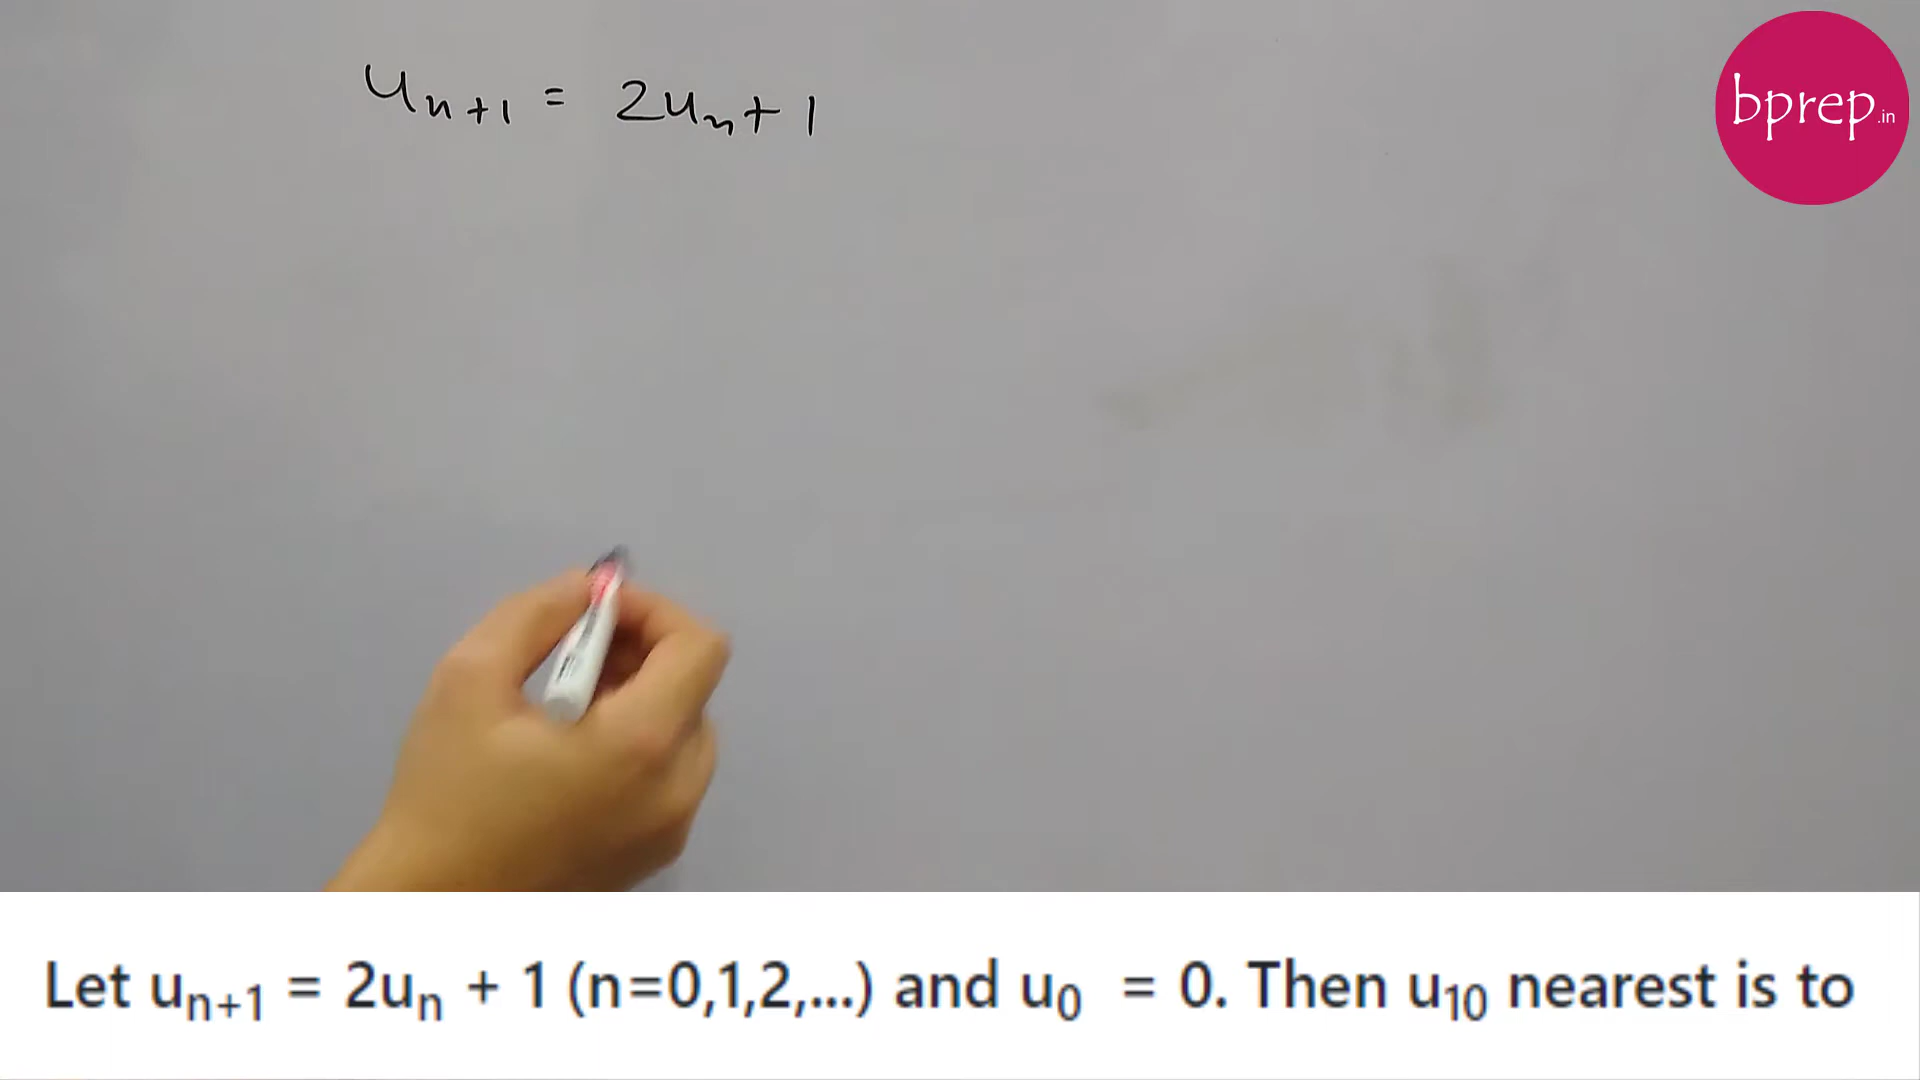 uₙ₊₁ = 2uₙ + 1
bprep.in
Let uₙ₊₁ = 2uₙ + 1 (n=0,1,2,...) and u₀ = 0. Then u₁₀ nearest is to